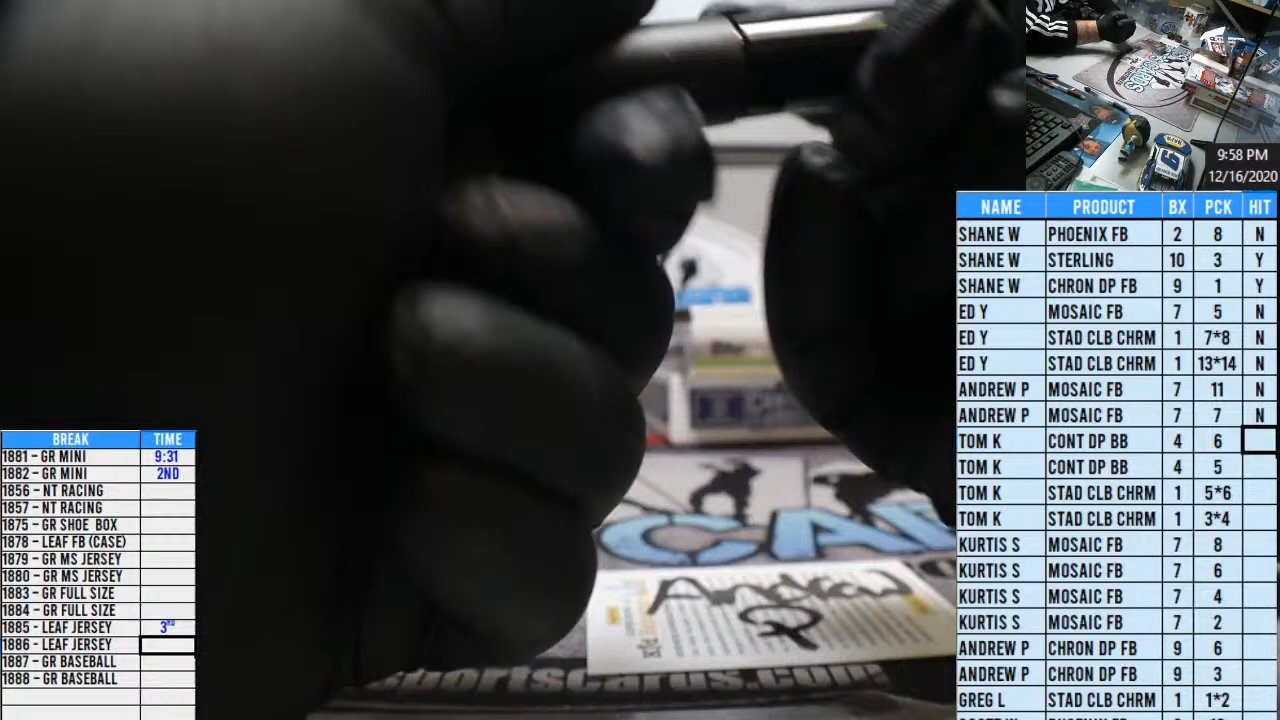 9:58 PM
12/16/2020
NAME PRODUCT BX PCK HIT
SHANE W PHOENIX FB 2 8 N
SHANE W STERLING 10 3 Y
SHANE W CHRON DP FB 9 1 Y
ED Y MOSAIC FB 7 5 N
ED Y STAD CLB CHRM 1 7*8 N
ED Y STAD CLB CHRM 1 13*14 N
ANDREW P MOSAIC FB 7 11 N
ANDREW P MOSAIC FB 7 7 N
TOM K CONT DP BB 4 6
TOM K CONT DP BB 4 5
TOM K STAD CLB CHRM 1 5*6
TOM K STAD CLB CHRM 1 3*4
KURTIS S MOSAIC FB 7 8
KURTIS S MOSAIC FB 7 6
KURTIS S MOSAIC FB 7 4
KURTIS S MOSAIC FB 7 2
ANDREW P CHRON DP FB 9 6
ANDREW P CHRON DP FB 9 3
GREG L STAD CLB CHRM 1 1*2
BREAK TIME
1881 - GR MINI 9:31
1882 - GR MINI 2ND
1856 - NT RACING
1857 - NT RACING
1875 - GR SHOE BOX
1878 - LEAF FB (CASE)
1879 - GR MS JERSEY
1880 - GR MS JERSEY
1883 - GR FULL SIZE
1884 - GR FULL SIZE
1885 - LEAF JERSEY 3RD
1886 - LEAF JERSEY
1887 - GR BASEBALL
1888 - GR BASEBALL
CA
Andrew
P